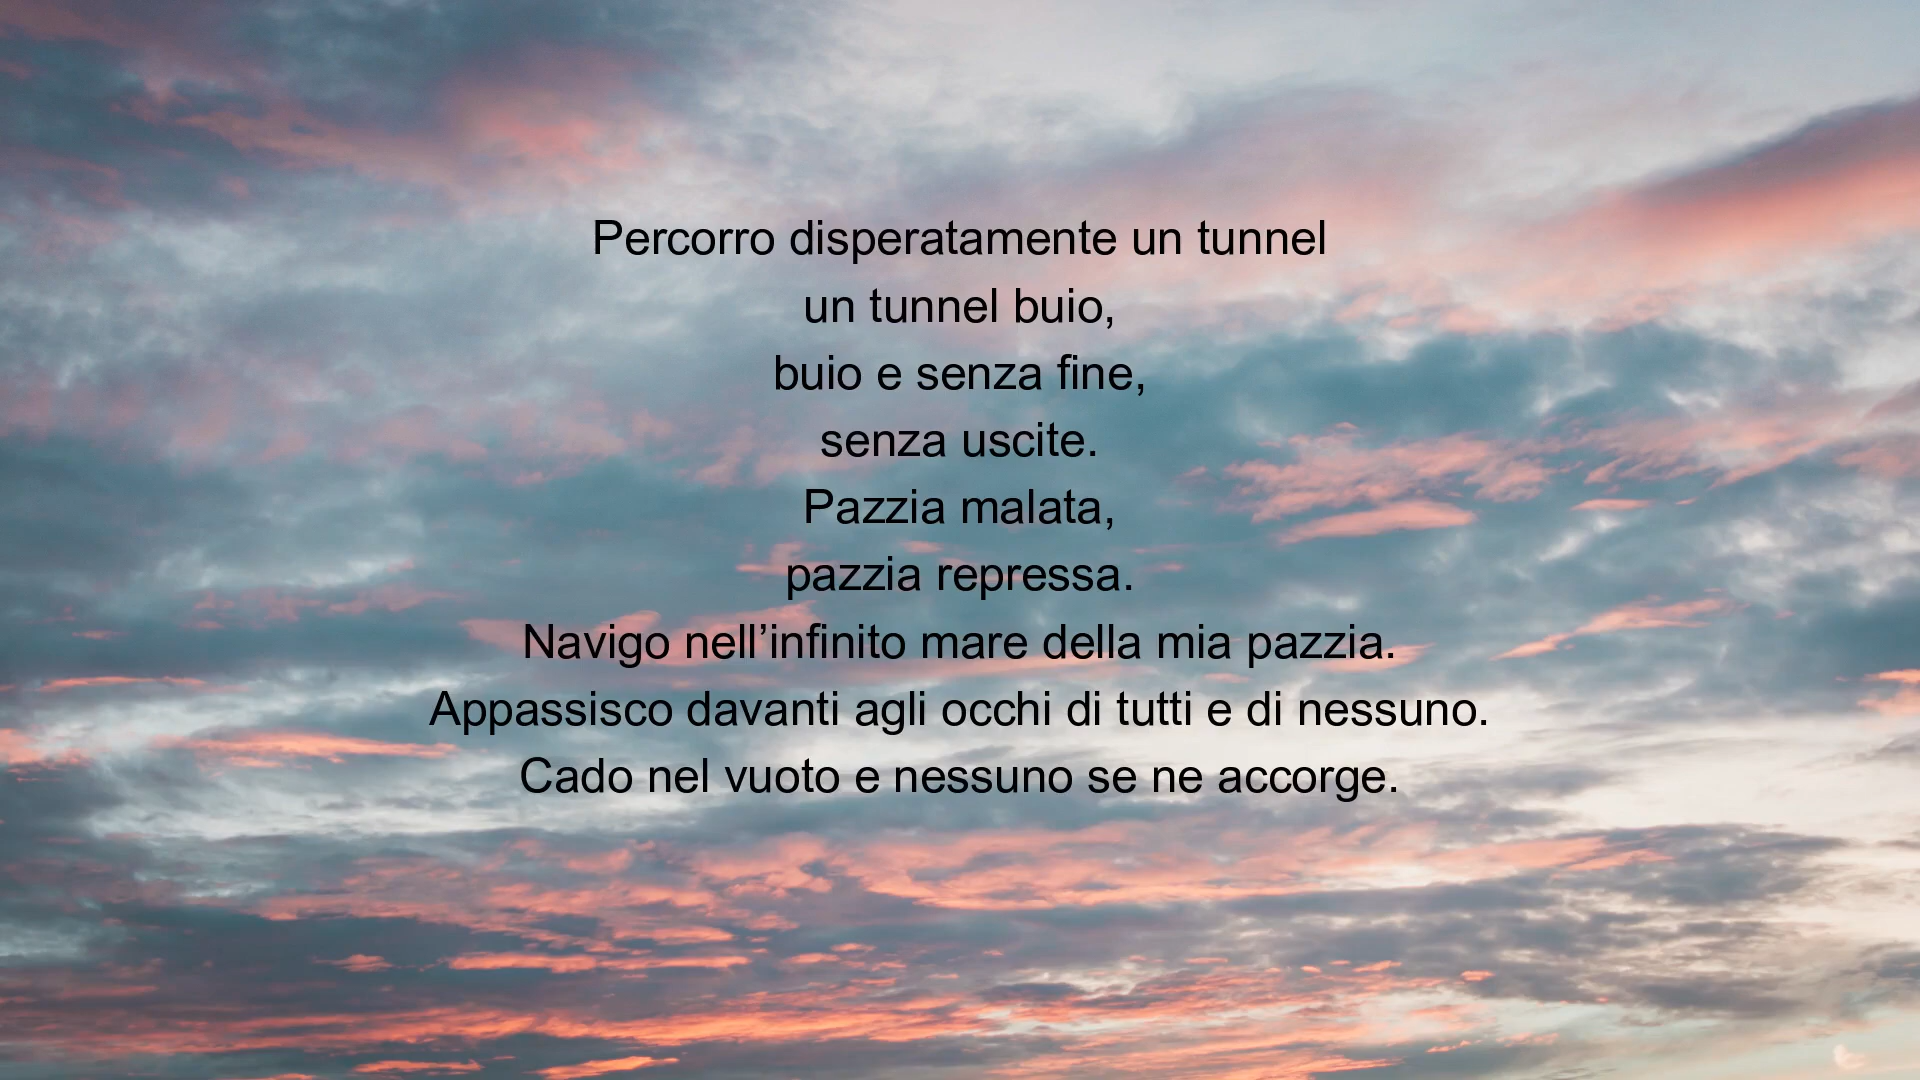 Percorro disperatamente un tunnel
un tunnel buio,
buio e senza fine,
senza uscite.
Pazzia malata,
pazzia repressa.
Navigo nell’infinito mare della mia pazzia.
Appassisco davanti agli occhi di tutti e di nessuno.
Cado nel vuoto e nessuno se ne accorge.